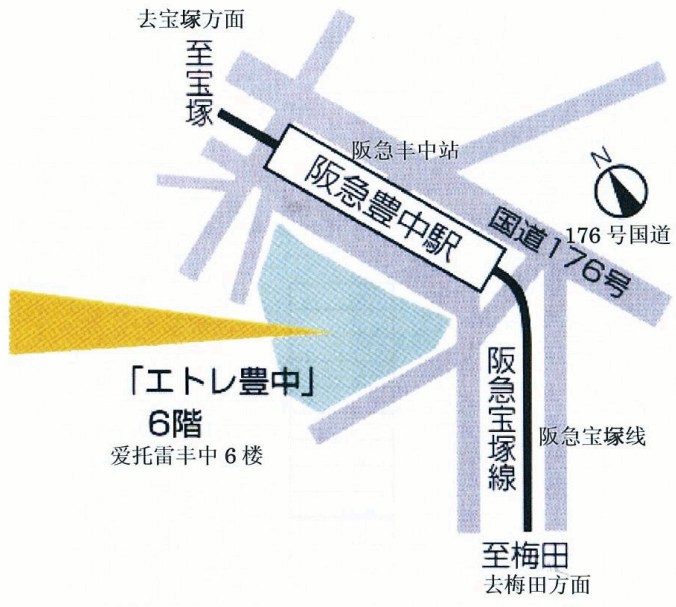 去宝塚方面
至宝塚
阪急丰中站
阪急豊中駅
N
国道176号
176 号国道
「エトレ豊中」
6階
爱托雷丰中 6 楼
阪急宝塚線
阪急宝塚线
至梅田
去梅田方面